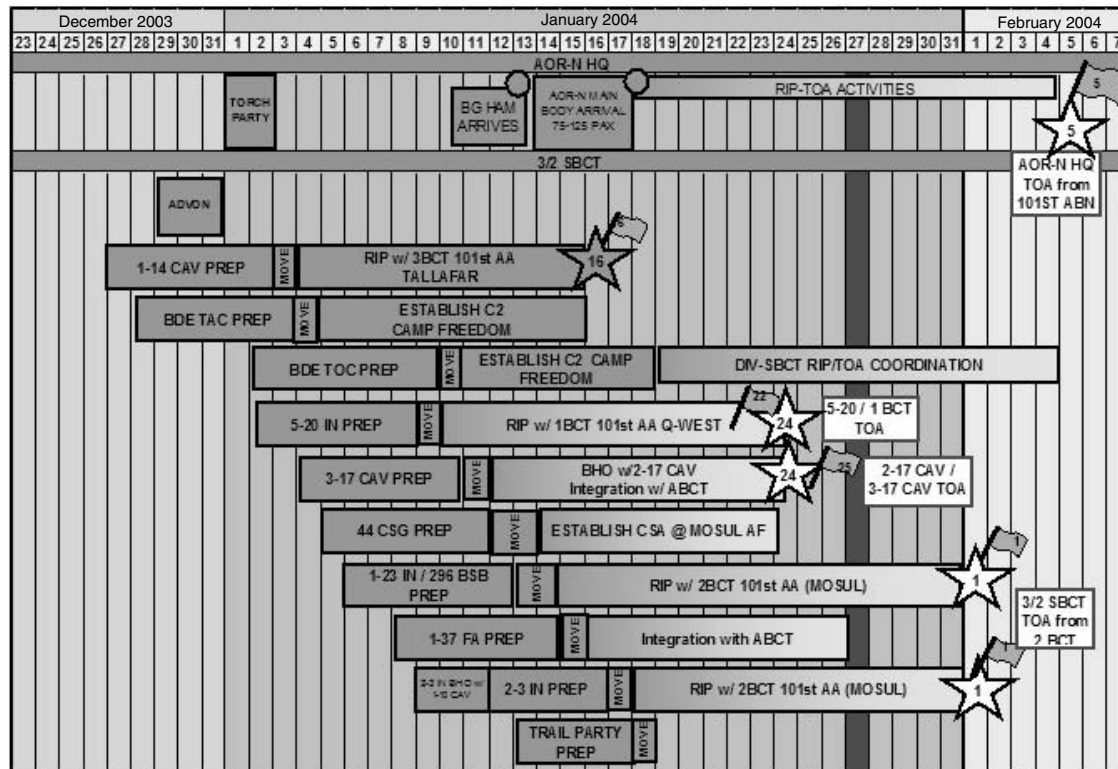 December 2003 January 2004 February 2004
23 24 25 26 27 28 29 30 31 1 2 3 4 5 6 7 8 9 10 11 12 13 14 15 16 17 18 19 20 21 22 23 24 25 26 27 28 29 30 31 1 2 3 4 5 6 7
AOR-N HQ
TORCH
PARTY
BG HAM
ARRIVES
AOR-N MAIN
BODY ARRIVAL
75-125 PAX
RIP-TOA ACTIVITIES
5
5
3/2 SBCT
AOR-N HQ
TOA from
101ST ABN
ADVON
1-14 CAV PREP
MOVE
RIP w/ 3BCT 101st AA
TALLAFAR
16
BDE TAC PREP
MOVE
ESTABLISH C2
CAMP FREEDOM
BDE TOC PREP
MOVE
ESTABLISH C2 CAMP
FREEDOM
DIV-SBCT RIP/TOA COORDINATION
5-20 IN PREP
MOVE
RIP w/ 1BCT 101st AA Q-WEST
22
24
5-20 / 1 BCT
TOA
3-17 CAV PREP
MOVE
BHO w/2-17 CAV
Integration w/ ABCT
24
25
2-17 CAV /
3-17 CAV TOA
44 CSG PREP
MOVE
ESTABLISH CSA @ MOSUL AF
1-23 IN / 296 BSB
PREP
MOVE
RIP w/ 2BCT 101st AA (MOSUL)
1
1
3/2 SBCT
TOA from
2 BCT
1-37 FA PREP
MOVE
Integration with ABCT
2-3 IN BHO w/
2-3 IN PREP
MOVE
RIP w/ 2BCT 101st AA (MOSUL)
1
1
TRAIL PARTY
PREP
MOVE